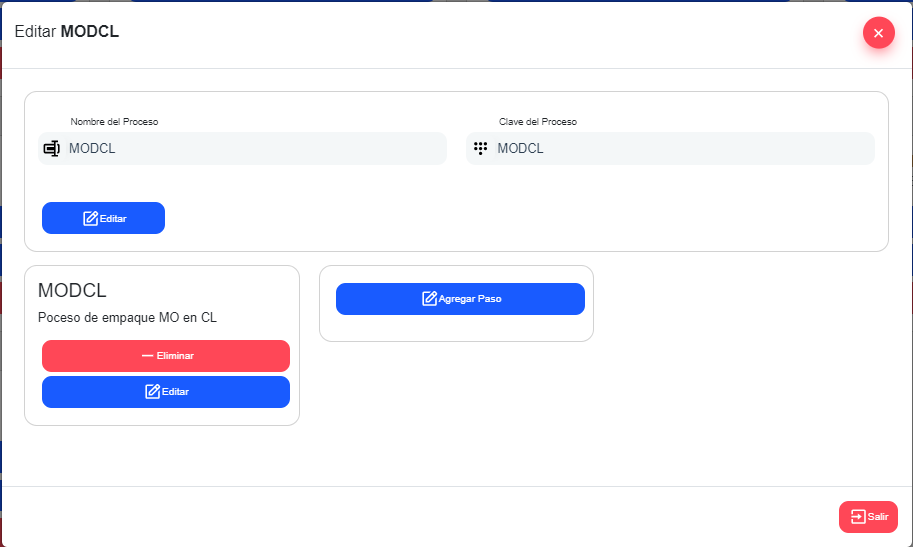 Editar MODCL
Nombre del Proceso
Clave del Proceso
MODCL
MODCL
Editar
MODCL
Poceso de empaque MO en CL
Eliminar
Editar
Agregar Paso
Salir